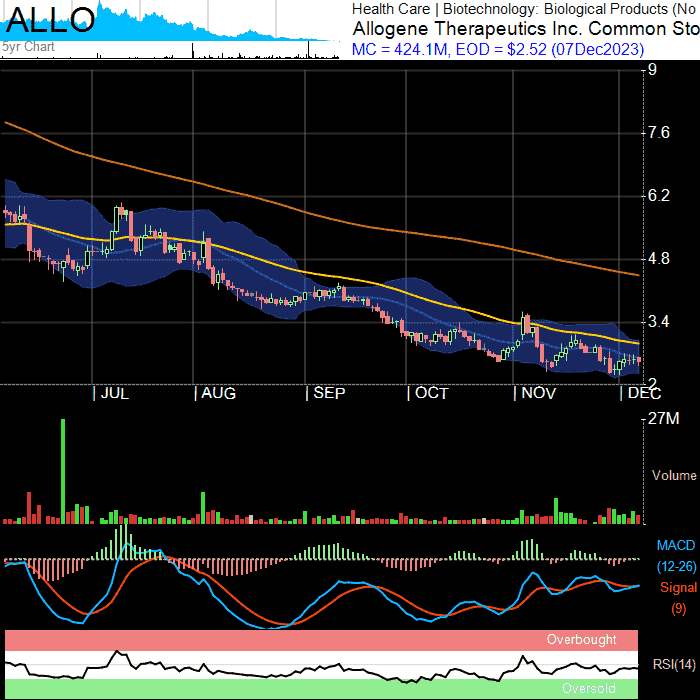 ALLO
5yr Chart
Health Care | Biotechnology: Biological Products (No
Allogene Therapeutics Inc. Common Sto
MC = 424.1M, EOD = $2.52 (07Dec2023)
9
7.6
6.2
4.8
3.4
2
| JUL | AUG | SEP | OCT | NOV | DEC
27M
Volume
MACD
(12-26)
Signal
(9)
Overbought
RSI(14)
Oversold